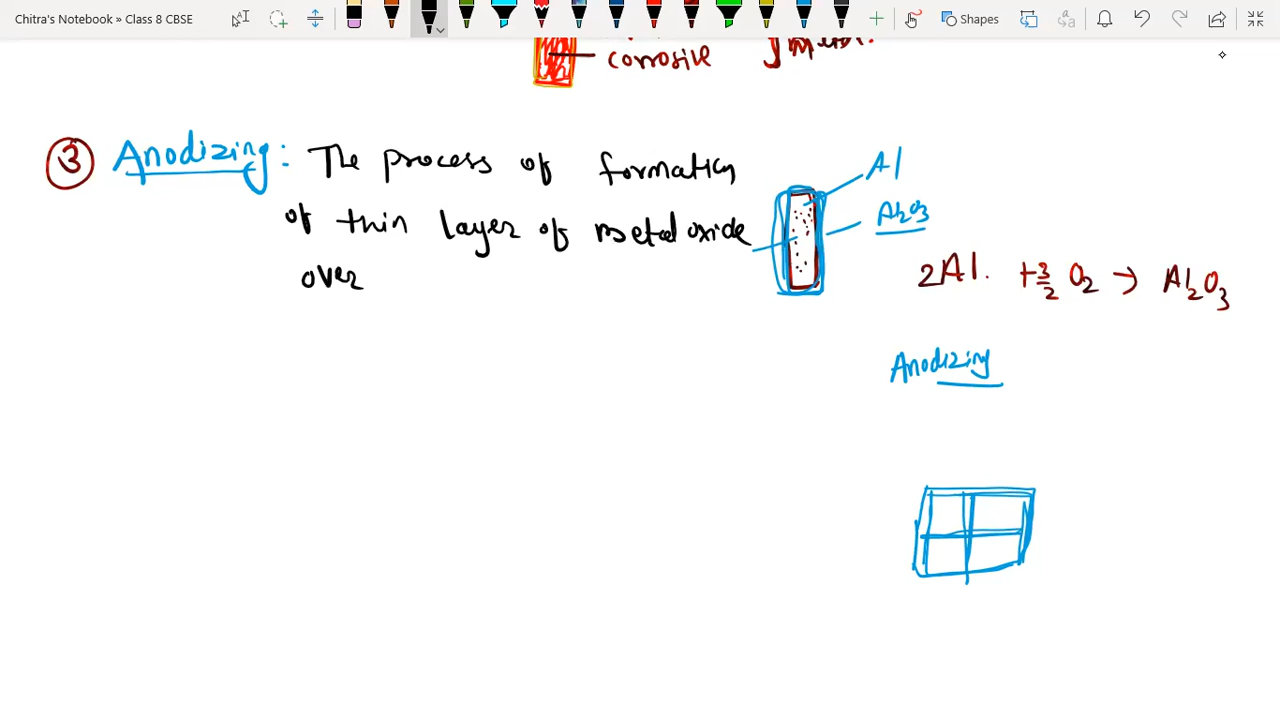 Chitra's Notebook » Class 8 CBSE
Shapes
corrosive
③ Anodizing: The process of formation
of thin layer of metal oxide
over
Al
Al2O3
2Al. + 3/2 O2 → Al2O3
Anodizing